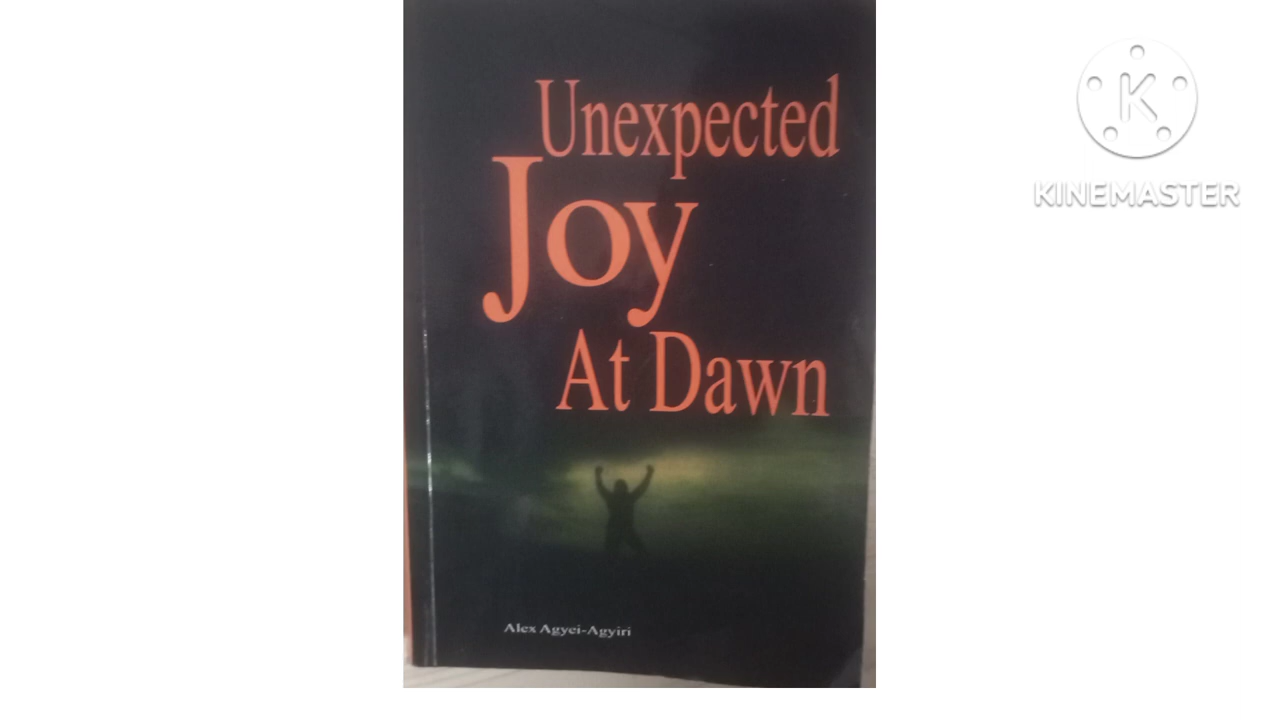 Unexpected
Joy
At Dawn
Alex Agyei-Agyiri
K
KINEMASTER